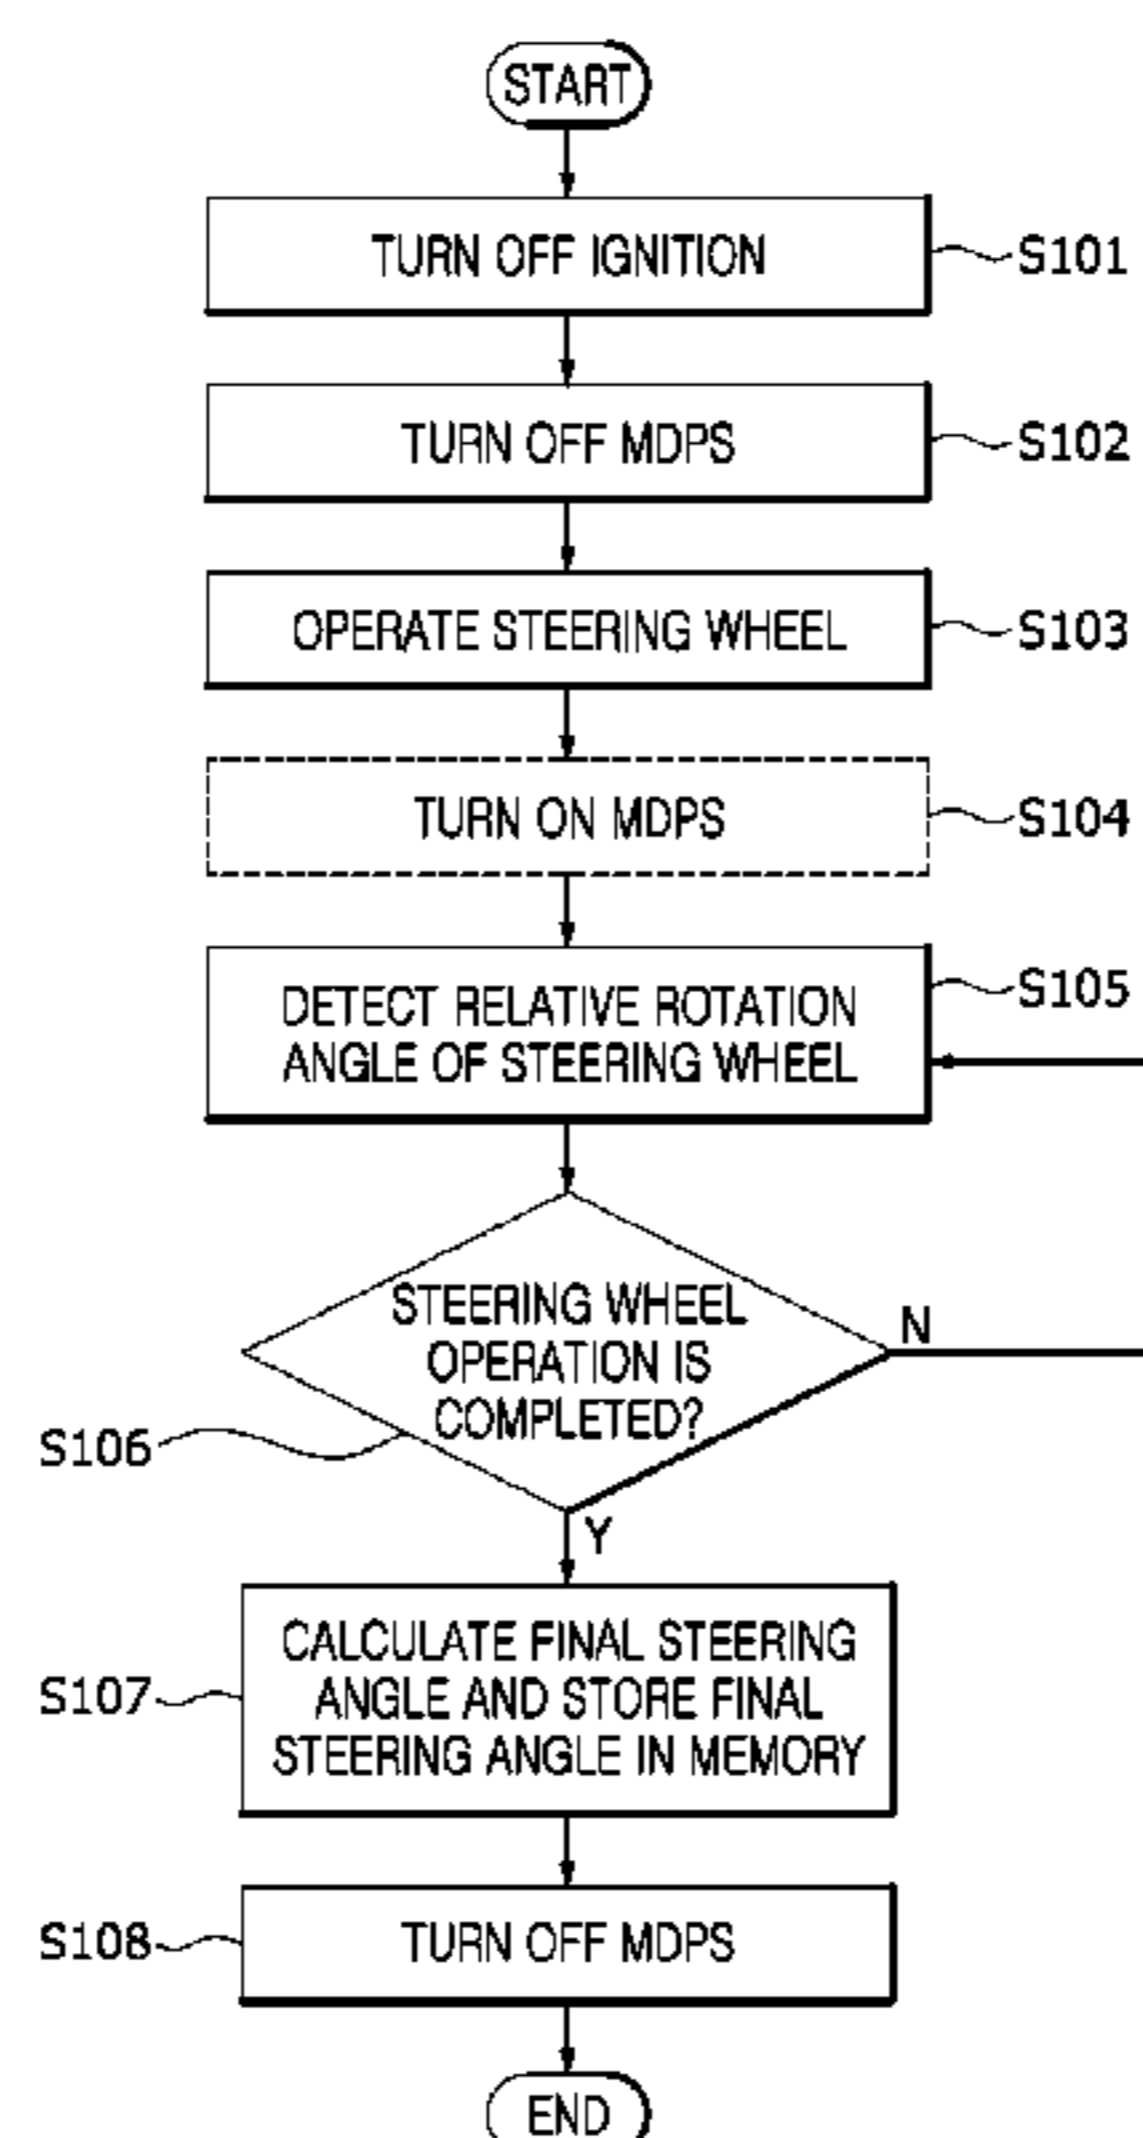 START
TURN OFF IGNITION
S101
TURN OFF MDPS
S102
OPERATE STEERING WHEEL
S103
TURN ON MDPS
S104
DETECT RELATIVE ROTATION
ANGLE OF STEERING WHEEL
S105
STEERING WHEEL
OPERATION IS
COMPLETED?
N
S106
Y
CALCULATE FINAL STEERING
ANGLE AND STORE FINAL
STEERING ANGLE IN MEMORY
S107
TURN OFF MDPS
S108
END